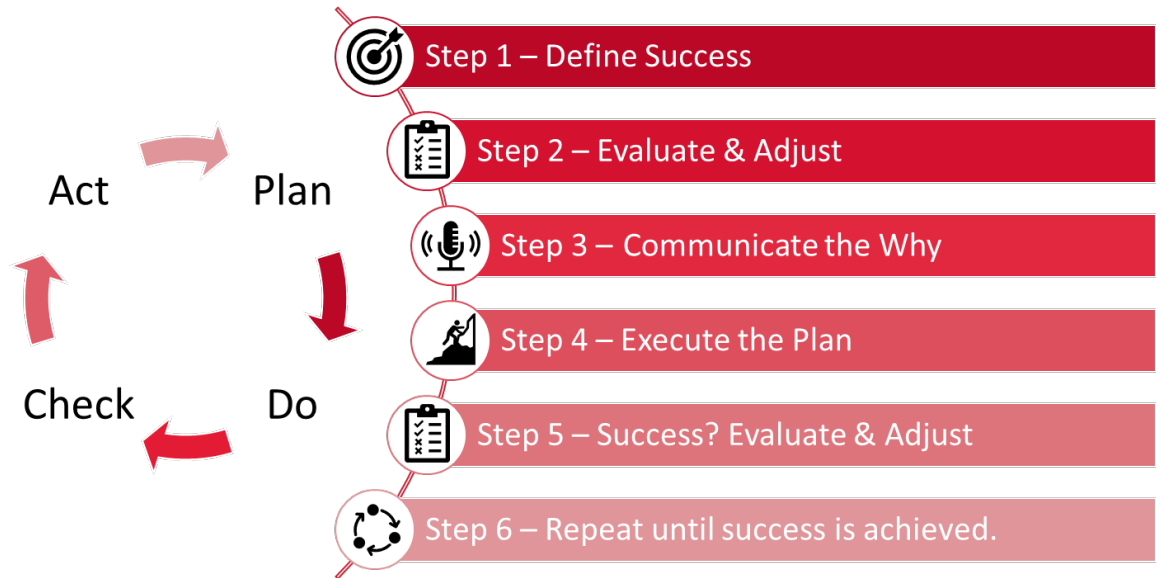 Act
Plan
Check
Do
Step 1 – Define Success
Step 2 – Evaluate & Adjust
Step 3 – Communicate the Why
Step 4 – Execute the Plan
Step 5 – Success? Evaluate & Adjust
Step 6 – Repeat until success is achieved.